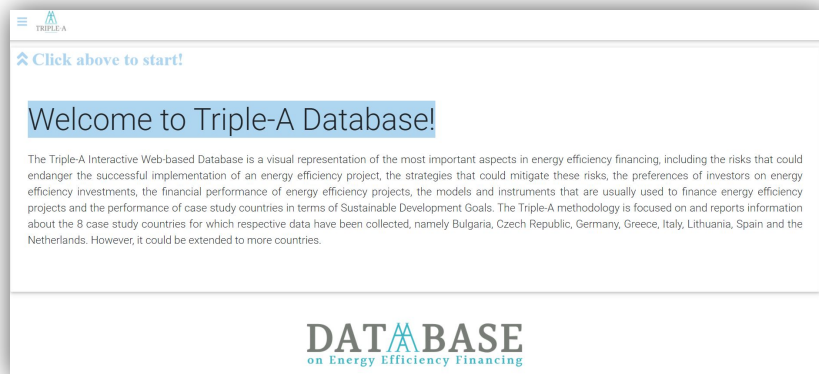 TRIPLE-A
Click above to start!
Welcome to Triple-A Database!
The Triple-A Interactive Web-based Database is a visual representation of the most important aspects in energy efficiency financing, including the risks that could
endanger the successful implementation of an energy efficiency project, the strategies that could mitigate these risks, the preferences of investors on energy
efficiency investments, the financial performance of energy efficiency projects, the models and instruments that are usually used to finance energy efficiency
projects and the performance of case study countries in terms of Sustainable Development Goals. The Triple-A methodology is focused on and reports information
about the 8 case study countries for which respective data have been collected, namely Bulgaria, Czech Republic, Germany, Greece, Italy, Lithuania, Spain and the
Netherlands. However, it could be extended to more countries.
DATABASE
on Energy Efficiency Financing